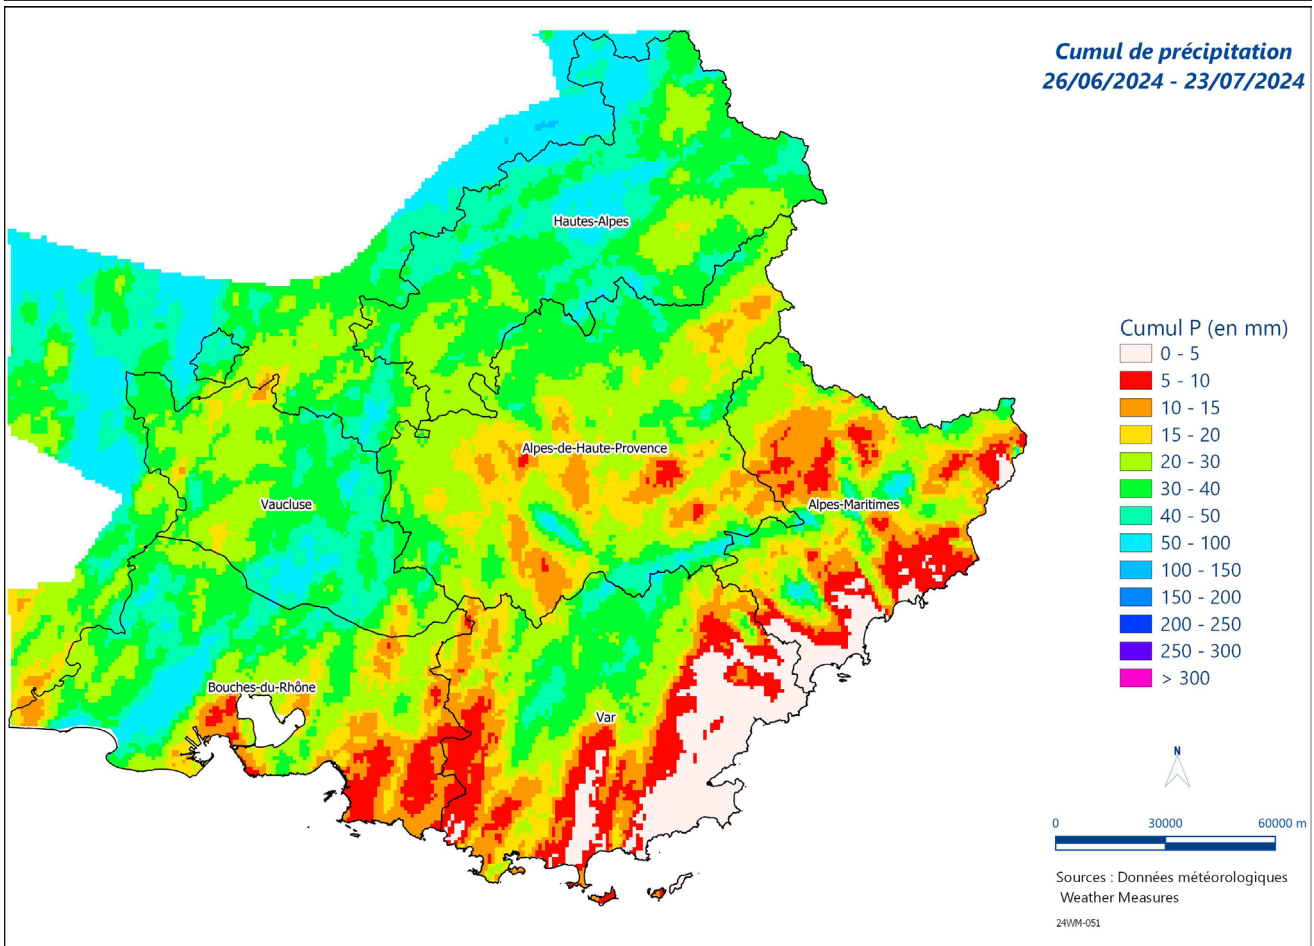 Cumul de précipitation
26/06/2024 - 23/07/2024
Hautes-Alpes
Alpes-de-Haute-Provence
Vaucluse
Alpes-Maritimes
Bouches-du-Rhône
Var
Cumul P (en mm)
0 - 5
5 - 10
10 - 15
15 - 20
20 - 30
30 - 40
40 - 50
50 - 100
100 - 150
150 - 200
200 - 250
250 - 300
> 300
N
0 30000 60000 m
Sources : Données météorologiques
Weather Measures
24WM-051